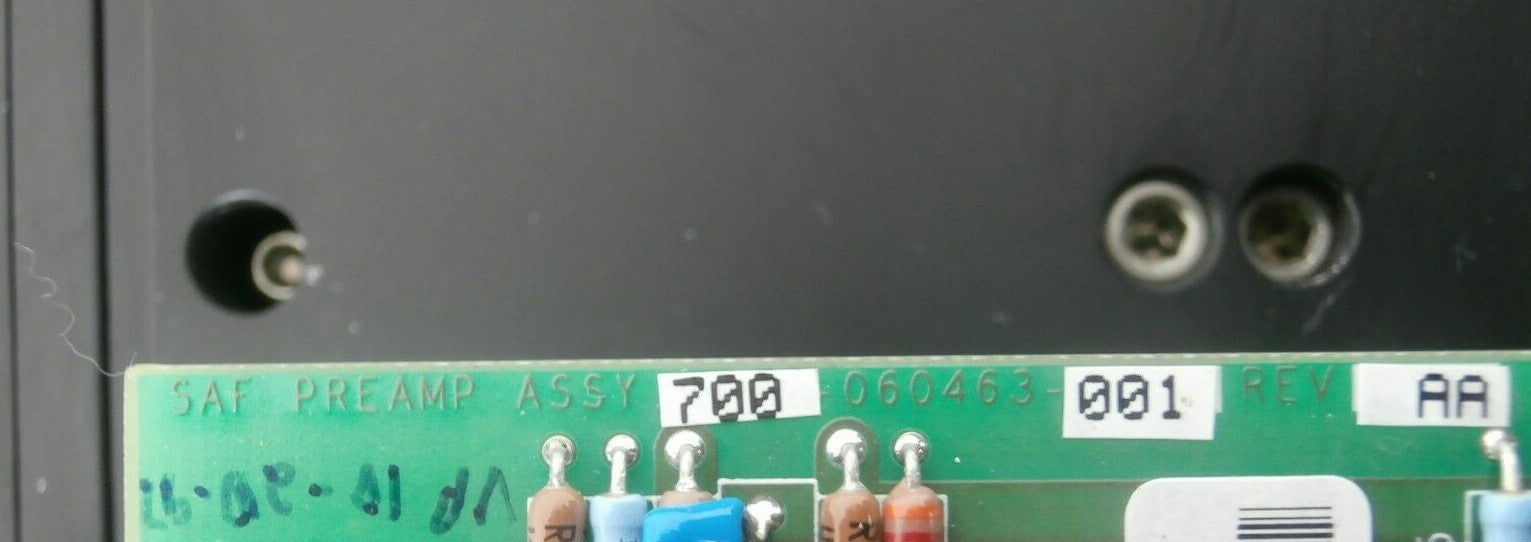 SAF PREAMP ASSY 700-060463-001 REV AA
R R